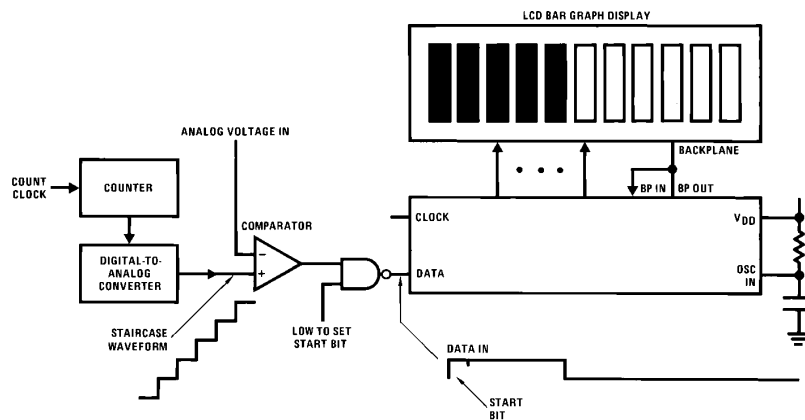 LCD BAR GRAPH DISPLAY
ANALOG VOLTAGE IN
BACKPLANE
COUNT
CLOCK
COUNTER
BP IN
BP OUT
COMPARATOR
CLOCK
VDD
DIGITAL-TO-
ANALOG
CONVERTER
−
+
DATA
OSC
IN
STAIRCASE
WAVEFORM
LOW TO SET
START BIT
DATA IN
START
BIT